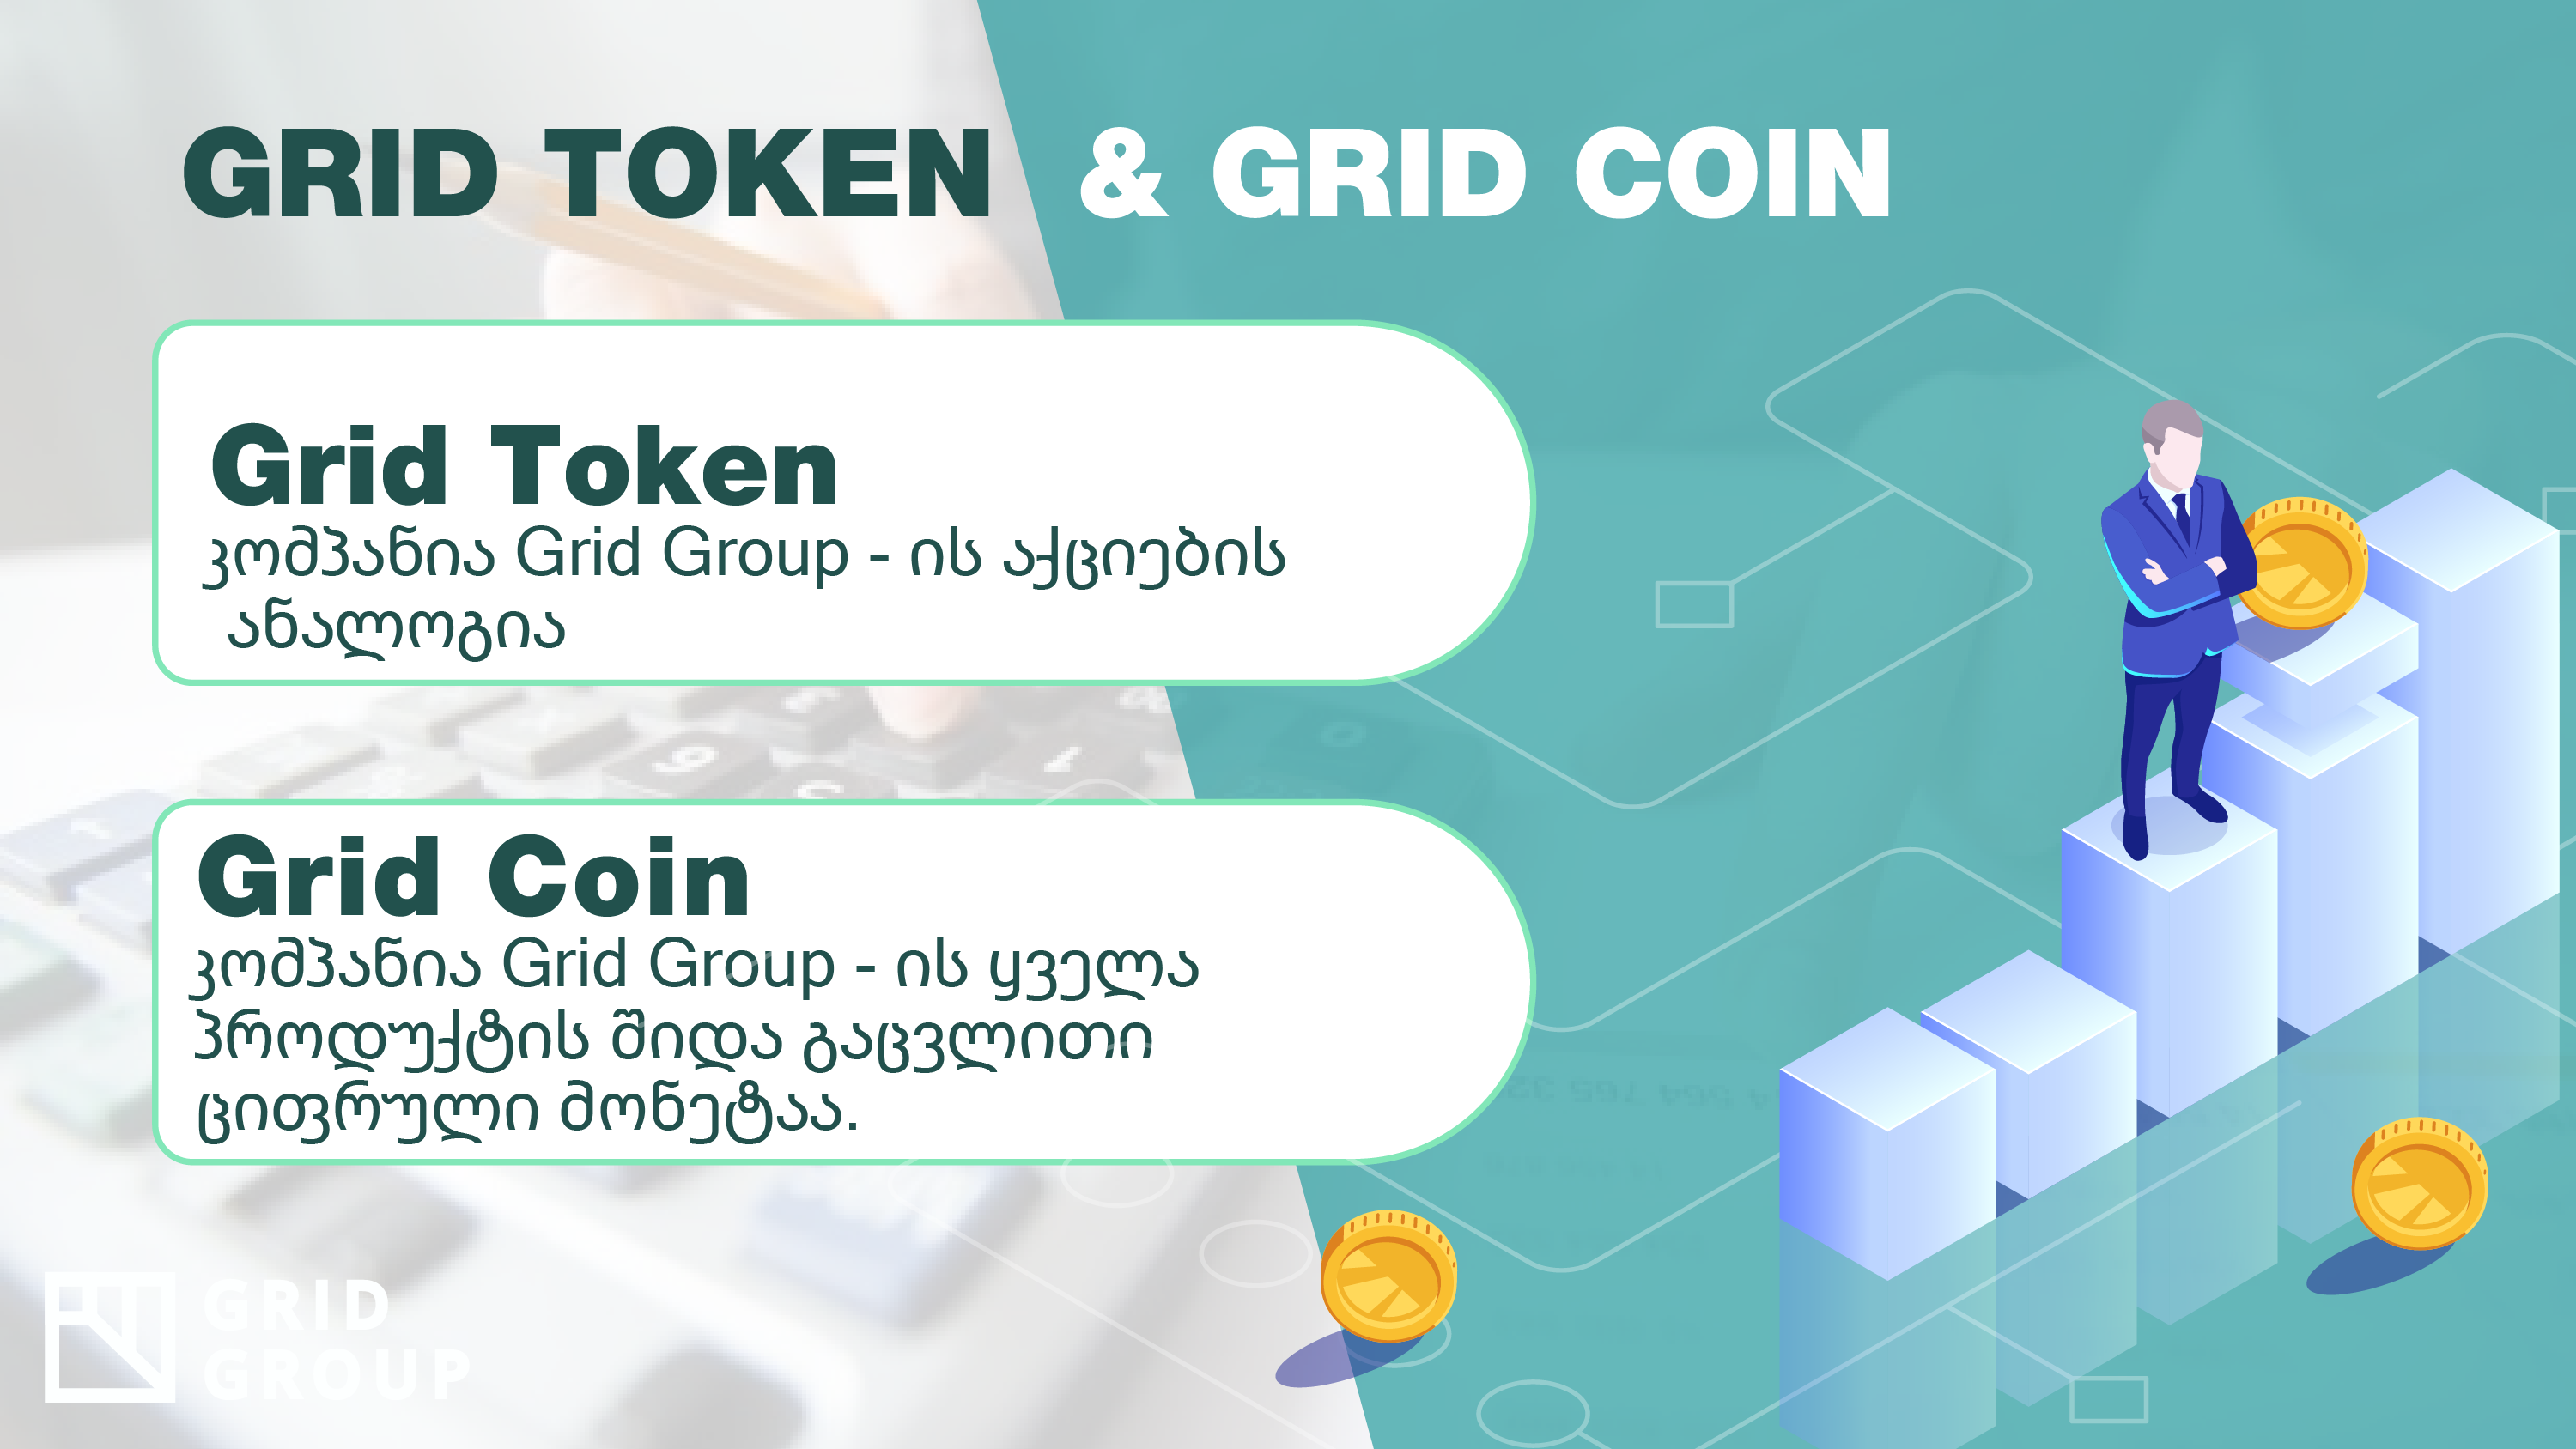 GRID TOKEN & GRID COIN
Grid Token
კომპანია Grid Group - ის აქციების
ანალოგია
Grid Coin
კომპანია Grid Group - ის ყველა
პროდუქტის შიდა გაცვლითი
ციფრული მონეტაა.
GRID
GROUP